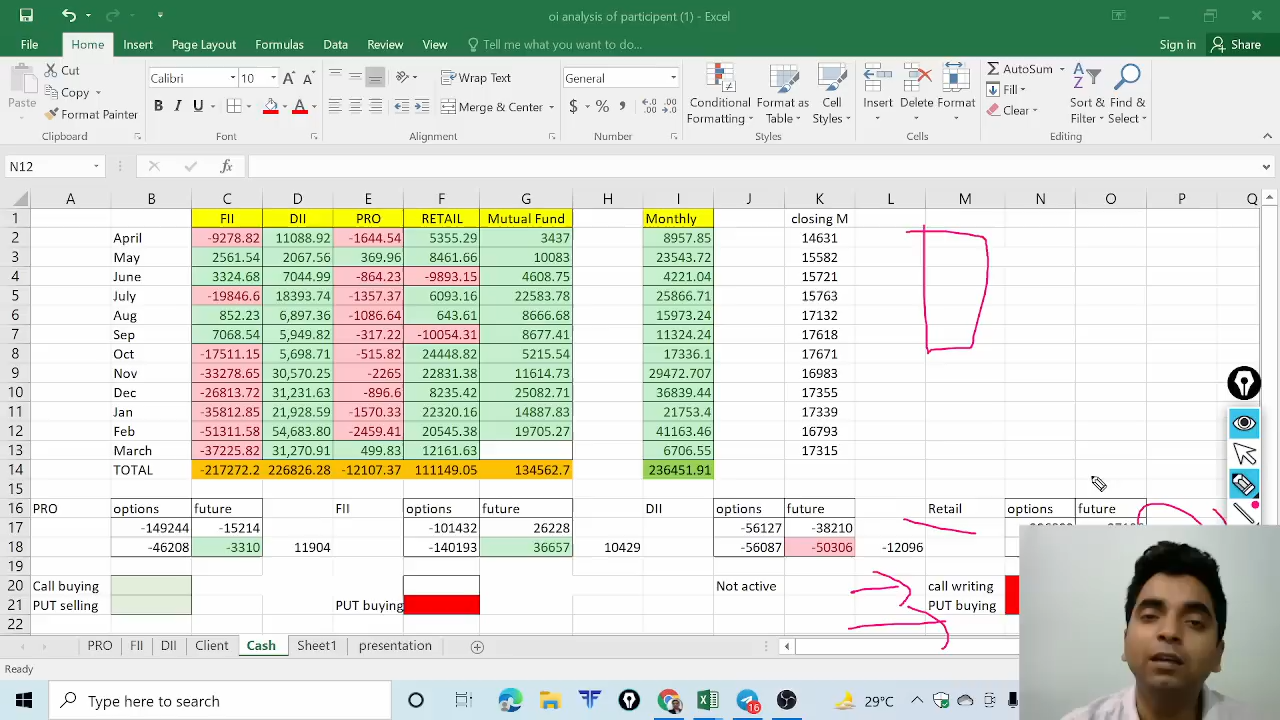 oi analysis of participent (1) - Excel
File Home Insert Page Layout Formulas Data Review View Tell me what you want to do... Sign in Share
Cut Calibri 10 Wrap Text General AutoSum
Paste Copy Merge & Center $ % Conditional Formatting Format as Table Cell Styles Insert Delete Format Fill Sort & Filter Find & Select
Format Painter Clear
Clipboard Font Alignment Number Styles Cells Editing
N12 fx
A B C D E F G H I J K L M N O P Q
1 FII DII PRO RETAIL Mutual Fund Monthly closing M
2 April -9278.82 11088.92 -1644.54 5355.29 3437 8957.85 14631
3 May 2561.54 2067.56 369.96 8461.66 10083 23543.72 15582
4 June 3324.68 7044.99 -864.23 -9893.15 4608.75 4221.04 15721
5 July -19846.6 18393.74 -1357.37 6093.16 22583.78 25866.71 15763
6 Aug 852.23 6,897.36 -1086.64 643.61 8666.68 15973.24 17132
7 Sep 7068.54 5,949.82 -317.22 -10054.31 8677.41 11324.24 17618
8 Oct -17511.15 5,698.71 -515.82 24448.82 5215.54 17336.1 17671
9 Nov -33278.65 30,570.25 -2265 22831.38 11614.73 29472.707 16983
10 Dec -26813.72 31,231.63 -896.6 8235.42 25082.71 36839.44 17355
11 Jan -35812.85 21,928.59 -1570.33 22320.16 14887.83 21753.4 17339
12 Feb -51311.58 54,683.80 -2459.41 20545.38 19705.27 41163.46 16793
13 March -37225.82 31,270.91 499.83 12161.63 6706.55 17315
14 TOTAL -217272.2 226826.28 -12107.37 111149.05 134562.7 236451.91
15
16 PRO options future FII options future DII options future Retail options future
17 -149244 -15214 -101432 26228 -56127 -38210
18 -46208 -3310 11904 -140193 36657 10429 -56087 -50306 -12096
19
20 Call buying Not active call writing
21 PUT selling PUT buying PUT buying
22
PRO FII DII Client Cash Sheet1 presentation
Ready
Type here to search 16 29°C